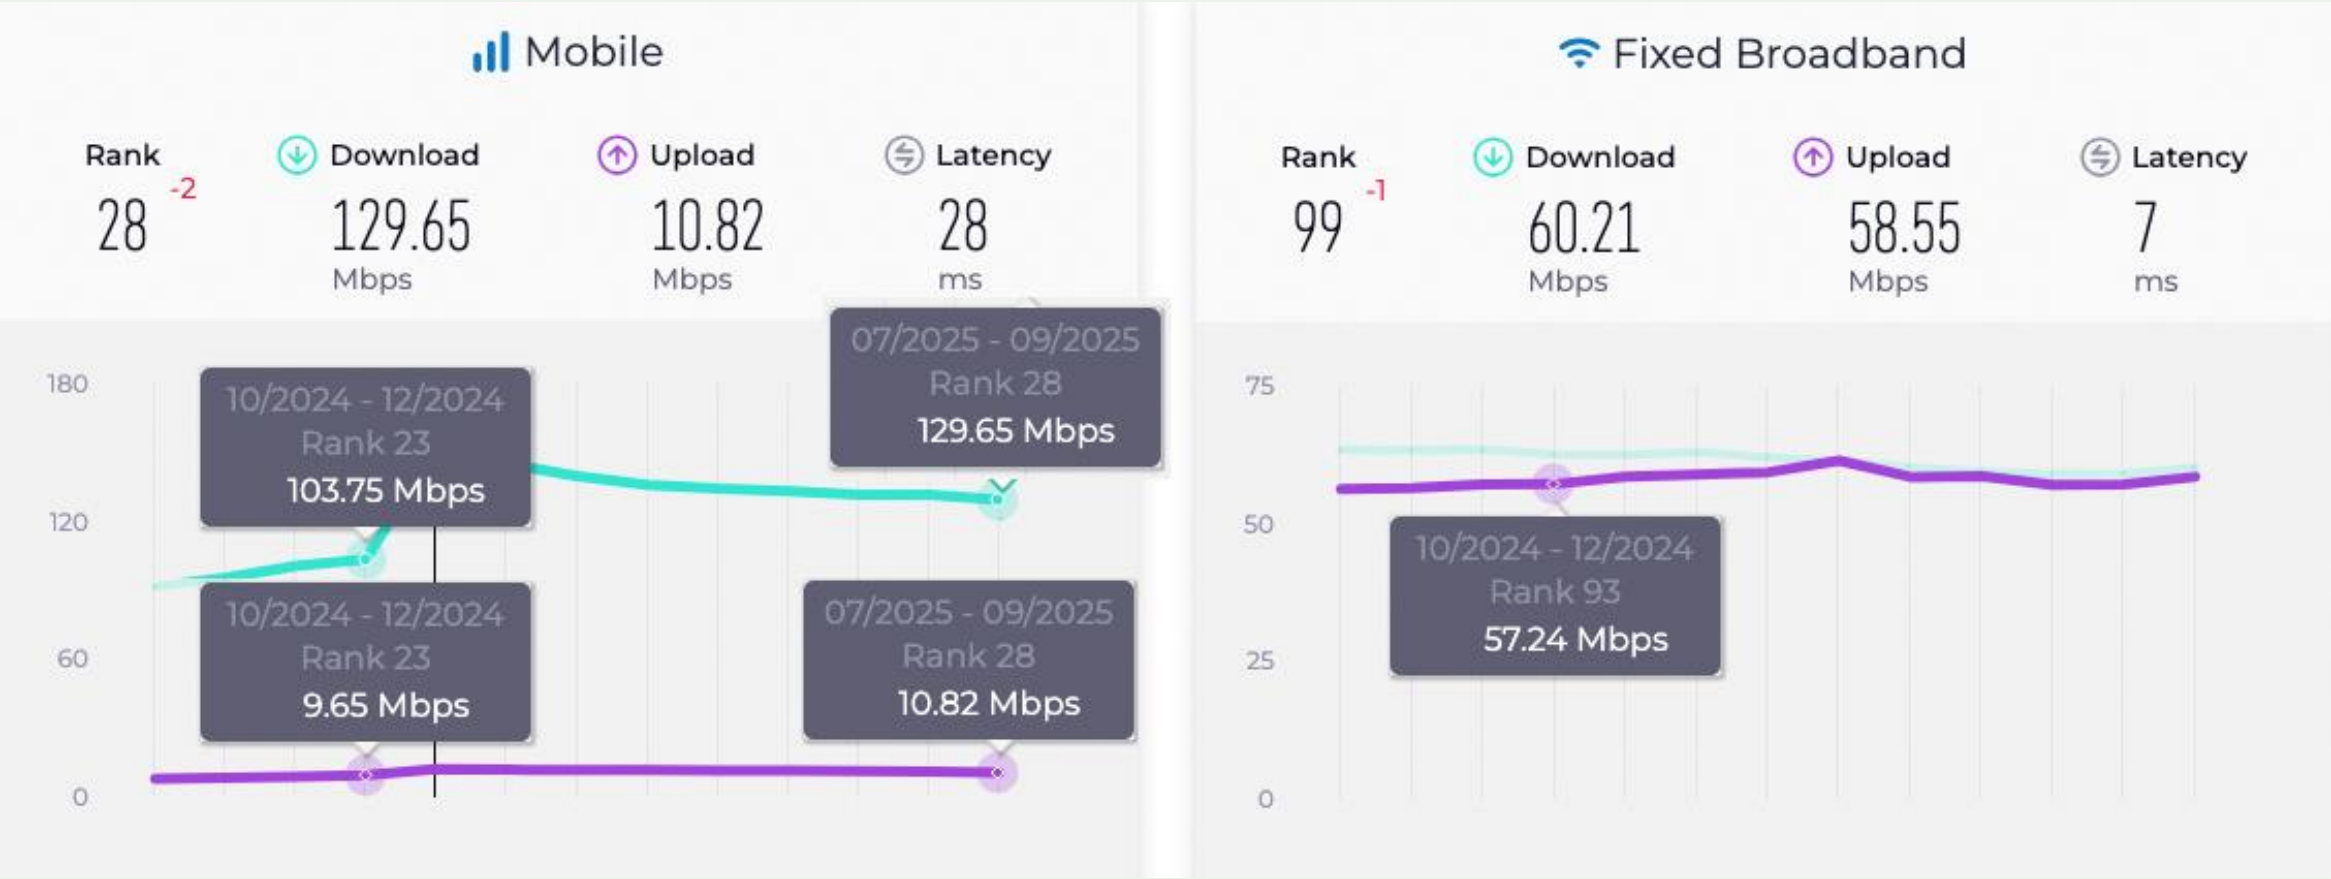 Mobile
Rank
28 -2
Download
129.65
Mbps
Upload
10.82
Mbps
Latency
28
ms
180
120
60
0
10/2024 - 12/2024
Rank 23
103.75 Mbps
07/2025 - 09/2025
Rank 28
129.65 Mbps
10/2024 - 12/2024
Rank 23
9.65 Mbps
07/2025 - 09/2025
Rank 28
10.82 Mbps
Fixed Broadband
Rank
99 -1
Download
60.21
Mbps
Upload
58.55
Mbps
Latency
7
ms
75
50
25
0
10/2024 - 12/2024
Rank 93
57.24 Mbps